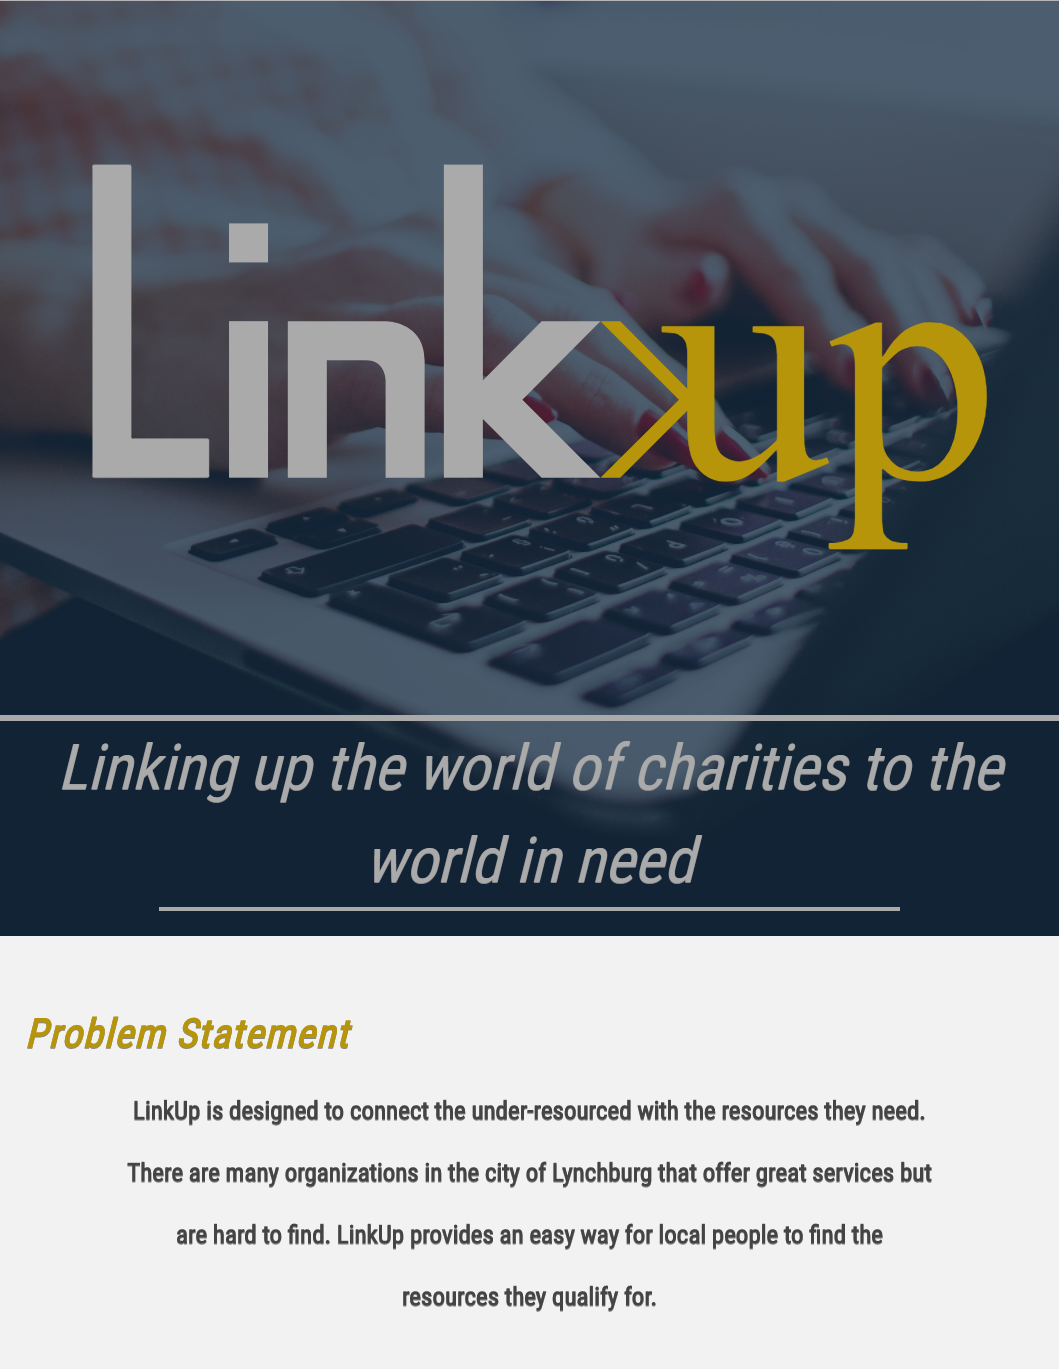 Linkup
Linking up the world of charities to the
world in need
Problem Statement
LinkUp is designed to connect the under-resourced with the resources they need.
There are many organizations in the city of Lynchburg that offer great services but
are hard to find. LinkUp provides an easy way for local people to find the
resources they qualify for.